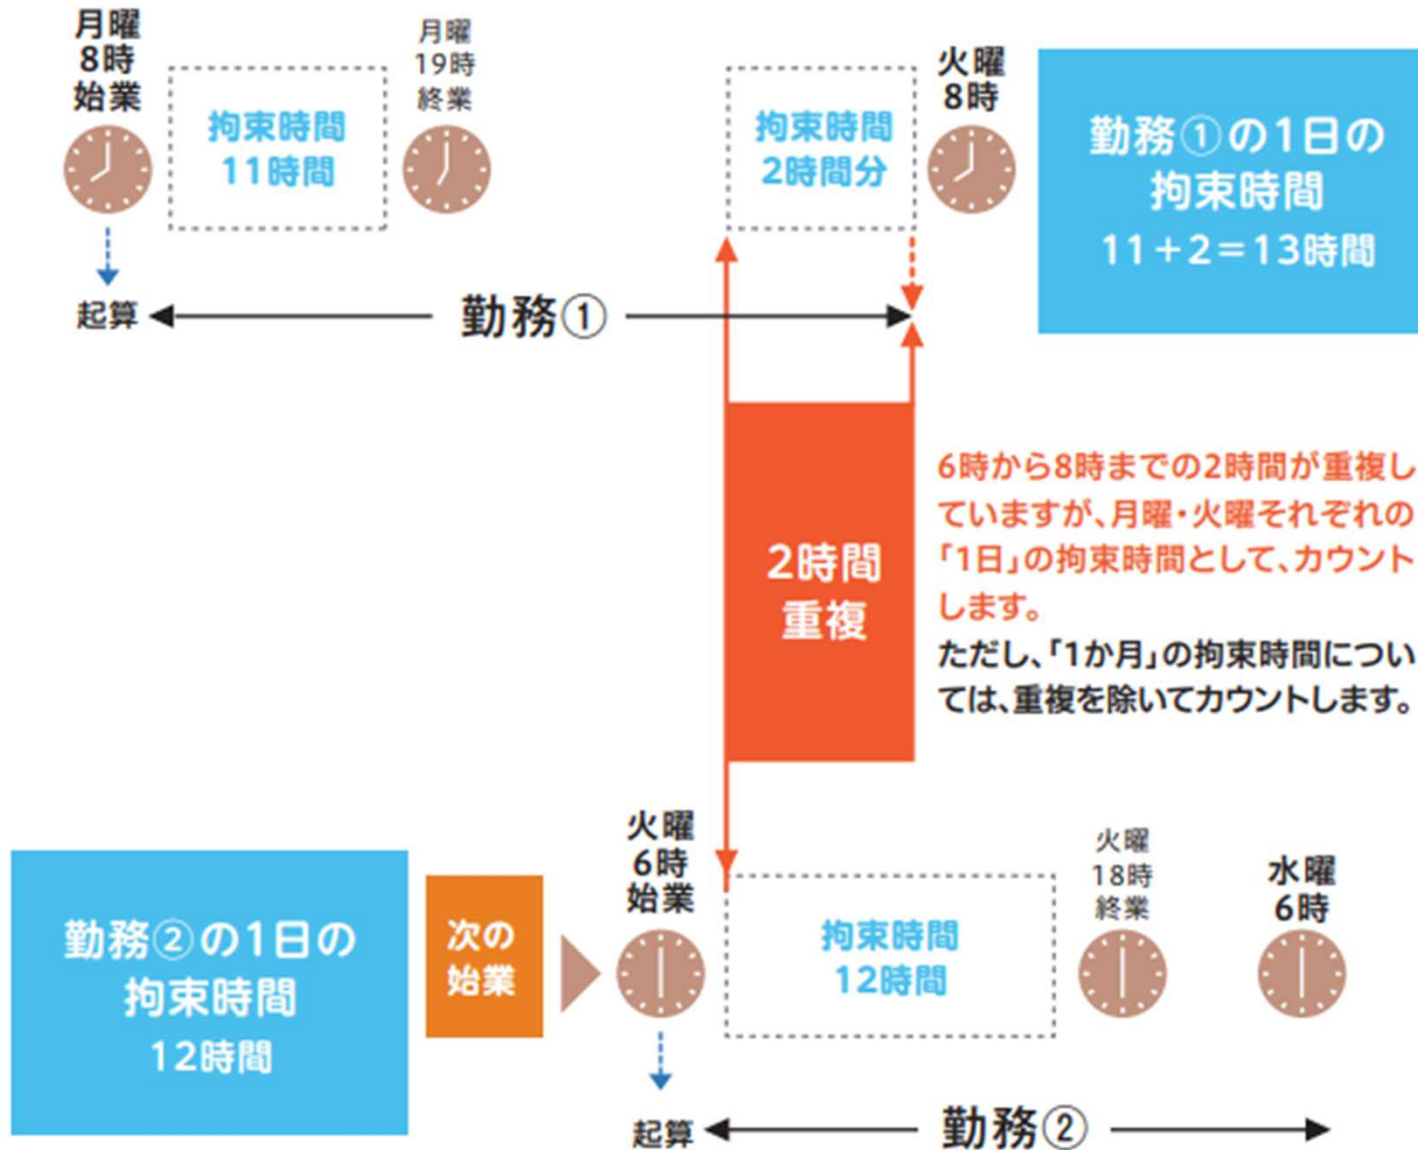 月曜
8時
始業
拘束時間
11時間
月曜
19時
終業
拘束時間
2時間分
火曜
8時
勤務①の1日の
拘束時間
11+2=13時間
起算
勤務①
2時間
重複
6時から8時までの2時間が重複し
ていますが、月曜・火曜それぞれの
「1日」の拘束時間として、カウント
します。
ただし、「1か月」の拘束時間につい
ては、重複を除いてカウントします。
勤務②の1日の
拘束時間
12時間
次の
始業
火曜
6時
始業
拘束時間
12時間
火曜
18時
終業
水曜
6時
起算
勤務②